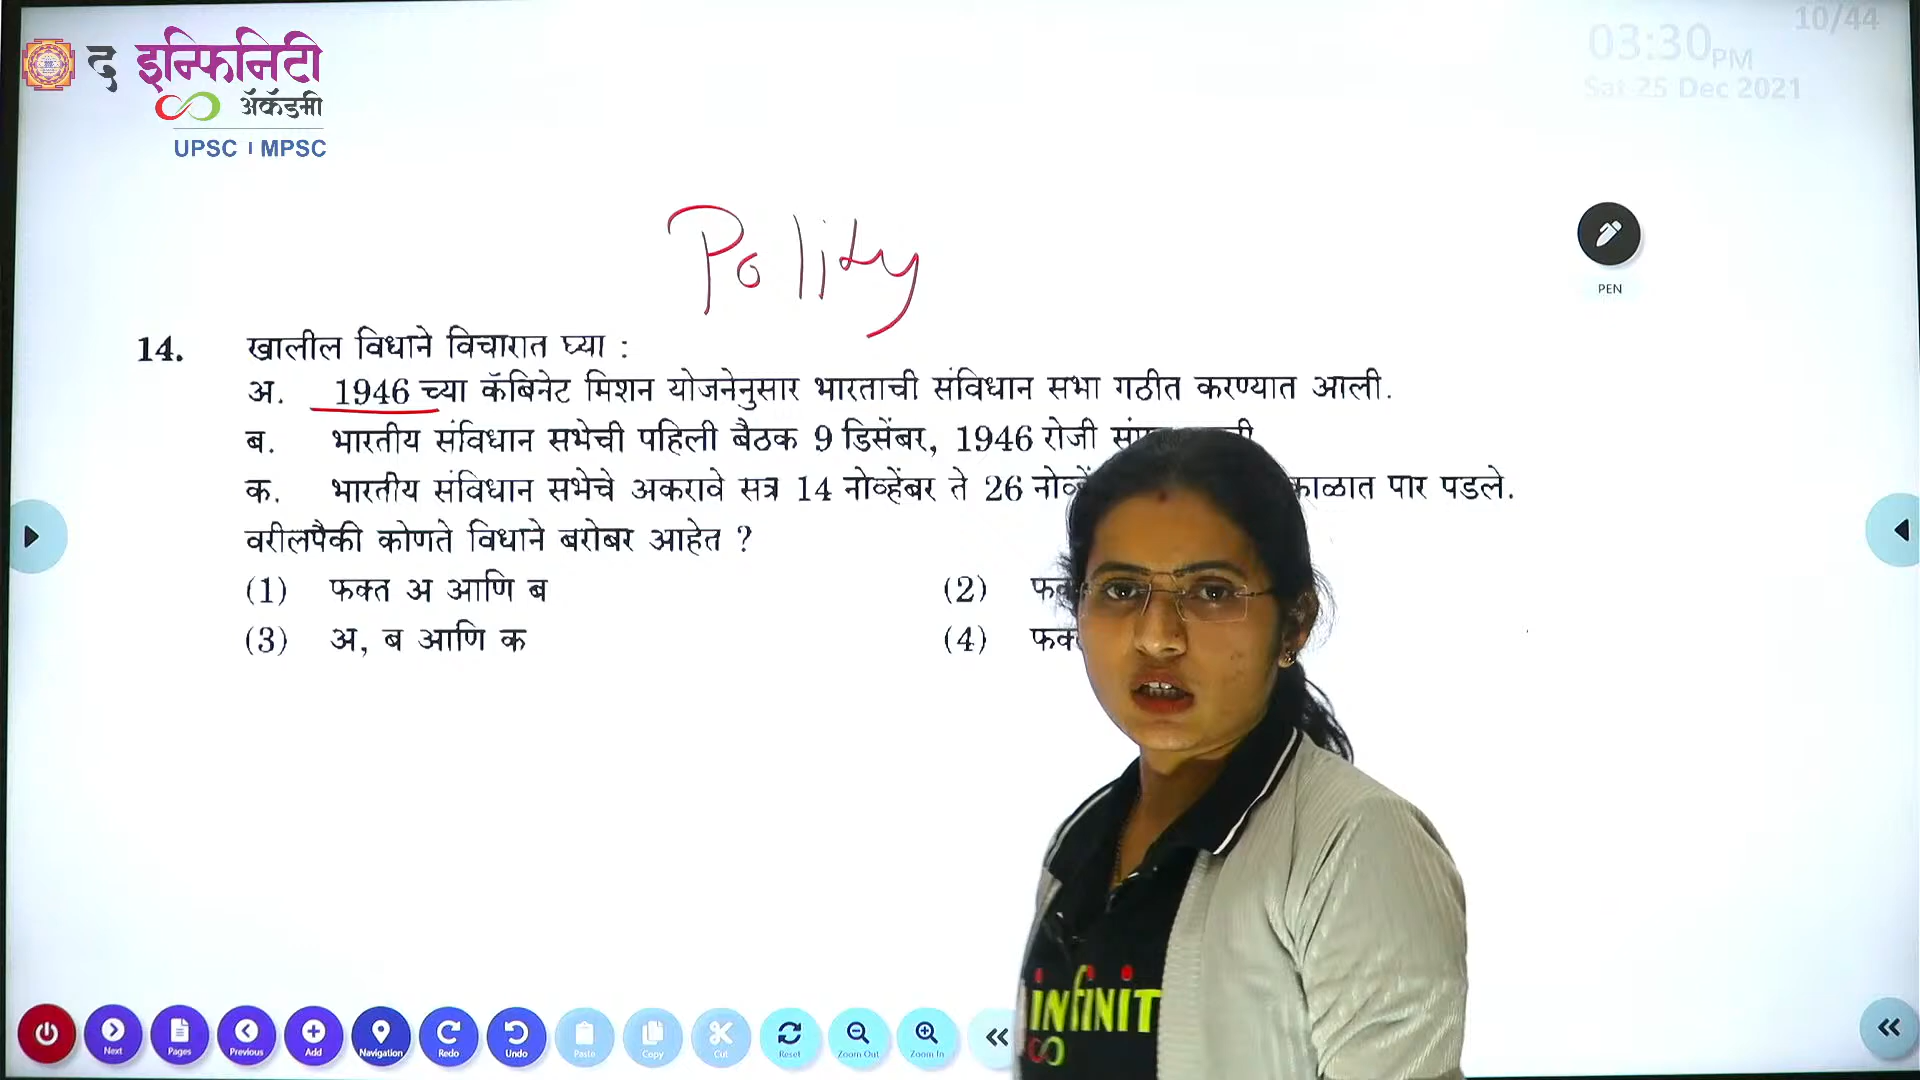 द इन्फिनिटी
ॲकॅडमी
UPSC | MPSC
10/44
03:30 PM
Sat 25 Dec 2021
Polity
PEN
14. खालील विधाने विचारात घ्या :
अ. 1946 च्या कॅबिनेट मिशन योजनेनुसार भारताची संविधान सभा गठीत करण्यात आली.
ब. भारतीय संविधान सभेची पहिली बैठक 9 डिसेंबर, 1946 रोजी
क. भारतीय संविधान सभेचे अकरावे सत्र 14 नोव्हेंबर ते 26 काळात पार पडले.
वरीलपैकी कोणते विधाने बरोबर आहेत ?
(1) फक्त अ आणि ब (2)
(3) अ, ब आणि क (4)
INFINIT
Next Pages Previous Add Navigation Redo Undo Paste Copy Cut Reset Zoom Out Zoom In